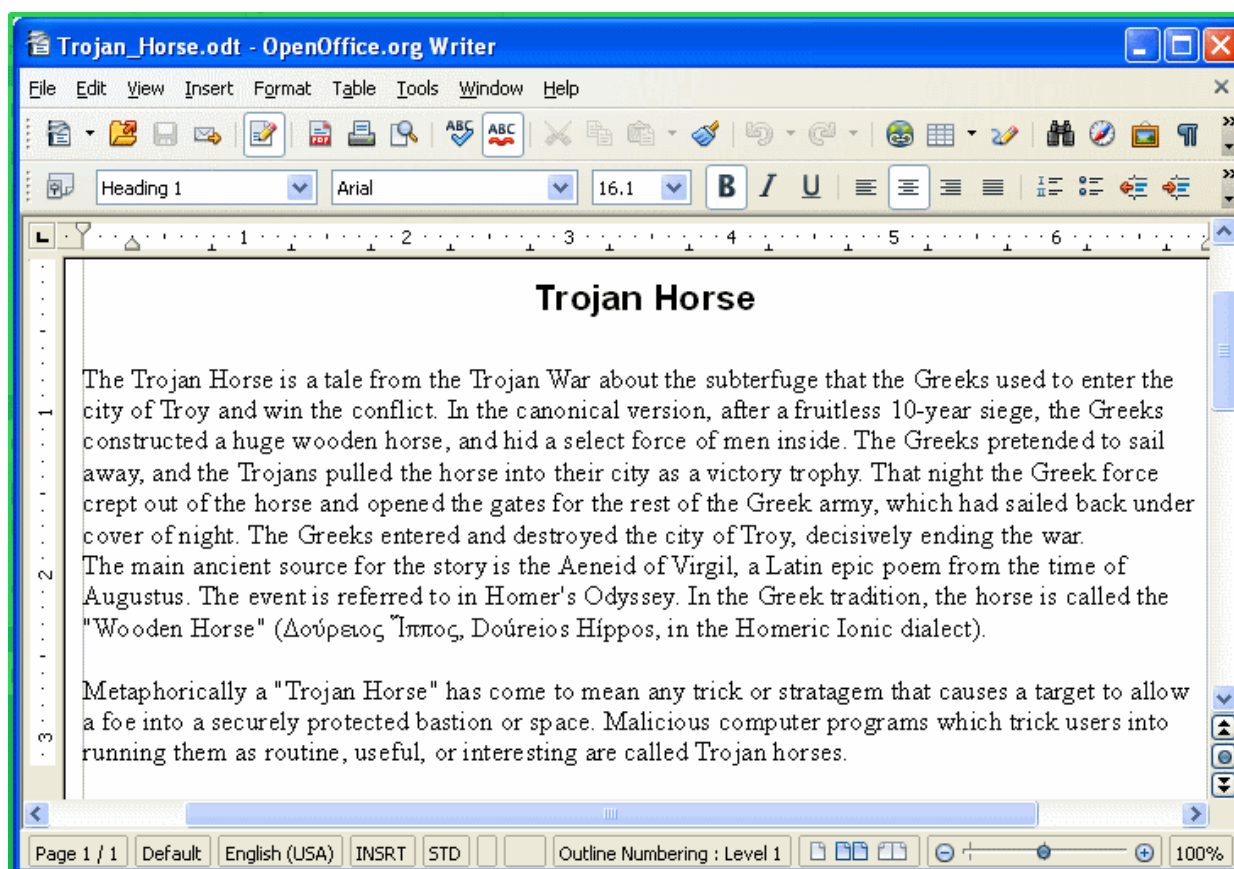 Trojan_Horse.odt - OpenOffice.org Writer
File Edit View Insert Format Table Tools Window Help
PDF ABC ABC
Heading 1 Arial 16.1 B I U
1 2 3 4 5 6
Trojan Horse
The Trojan Horse is a tale from the Trojan War about the subterfuge that the Greeks used to enter the
city of Troy and win the conflict. In the canonical version, after a fruitless 10-year siege, the Greeks
constructed a huge wooden horse, and hid a select force of men inside. The Greeks pretended to sail
away, and the Trojans pulled the horse into their city as a victory trophy. That night the Greek force
crept out of the horse and opened the gates for the rest of the Greek army, which had sailed back under
cover of night. The Greeks entered and destroyed the city of Troy, decisively ending the war.
The main ancient source for the story is the Aeneid of Virgil, a Latin epic poem from the time of
Augustus. The event is referred to in Homer's Odyssey. In the Greek tradition, the horse is called the
"Wooden Horse" (Δούρειος Ἵππος, Doúreios Híppos, in the Homeric Ionic dialect).
Metaphorically a "Trojan Horse" has come to mean any trick or stratagem that causes a target to allow
a foe into a securely protected bastion or space. Malicious computer programs which trick users into
running them as routine, useful, or interesting are called Trojan horses.
1
2
3
Page 1 / 1 Default English (USA) INSRT STD Outline Numbering : Level 1 100%